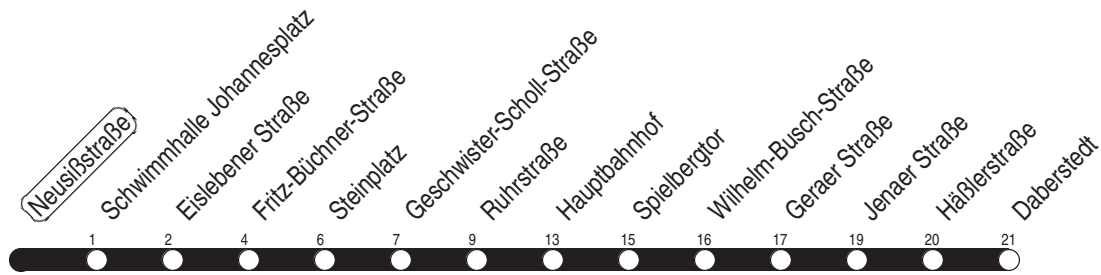 Neusißstraße
Schwimmhalle Johannesplatz
Eislebener Straße
Fritz-Büchner-Straße
Steinplatz
Geschwister-Scholl-Straße
Ruhrstraße
Hauptbahnhof
Spielbergtor
Wilhelm-Busch-Straße
Geraer Straße
Jenaer Straße
Häßlerstraße
Daberstedt
1 2 4 6 7 9 13 15 16 17 19 20 21